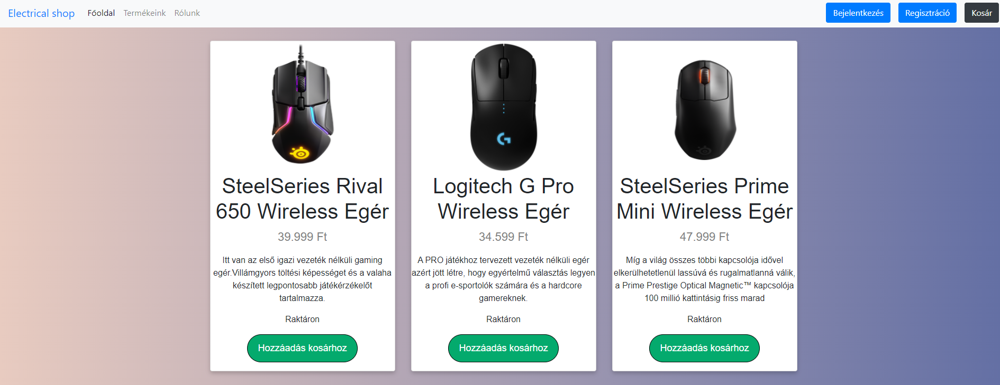 Electrical shop Főoldal Termékeink Rólunk Bejelentkezés Regisztráció Kosár
SteelSeries Rival
650 Wireless Egér
39.999 Ft
Itt van az első igazi vezeték nélküli gaming
egér.Villámgyors töltési képességet és a valaha
készített legpontosabb játékérzékelőt
tartalmazza.
Raktáron
Hozzáadás kosárhoz
Logitech G Pro
Wireless Egér
34.599 Ft
A PRO játékhoz tervezett vezeték nélküli egér
azért jött létre, hogy egyértelmű választás legyen
a profi e-sportolók számára és a hardcore
gamereknek.
Raktáron
Hozzáadás kosárhoz
SteelSeries Prime
Mini Wireless Egér
47.999 Ft
Míg a világ összes többi kapcsolója idővel
elkerülhetetlenül lassúvá és rugalmatlanná válik,
a Prime Prestige Optical Magnetic™ kapcsolója
100 millió kattintásig friss marad
Raktáron
Hozzáadás kosárhoz